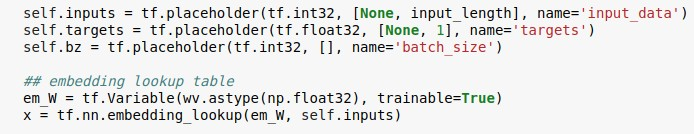 self.inputs = tf.placeholder(tf.int32, [None, input_length], name='input_data')
self.targets = tf.placeholder(tf.float32, [None, 1], name='targets')
self.bz = tf.placeholder(tf.int32, [], name='batch_size')
## embedding lookup table
em_W = tf.Variable(wv.astype(np.float32), trainable=True)
x = tf.nn.embedding_lookup(em_W, self.inputs)